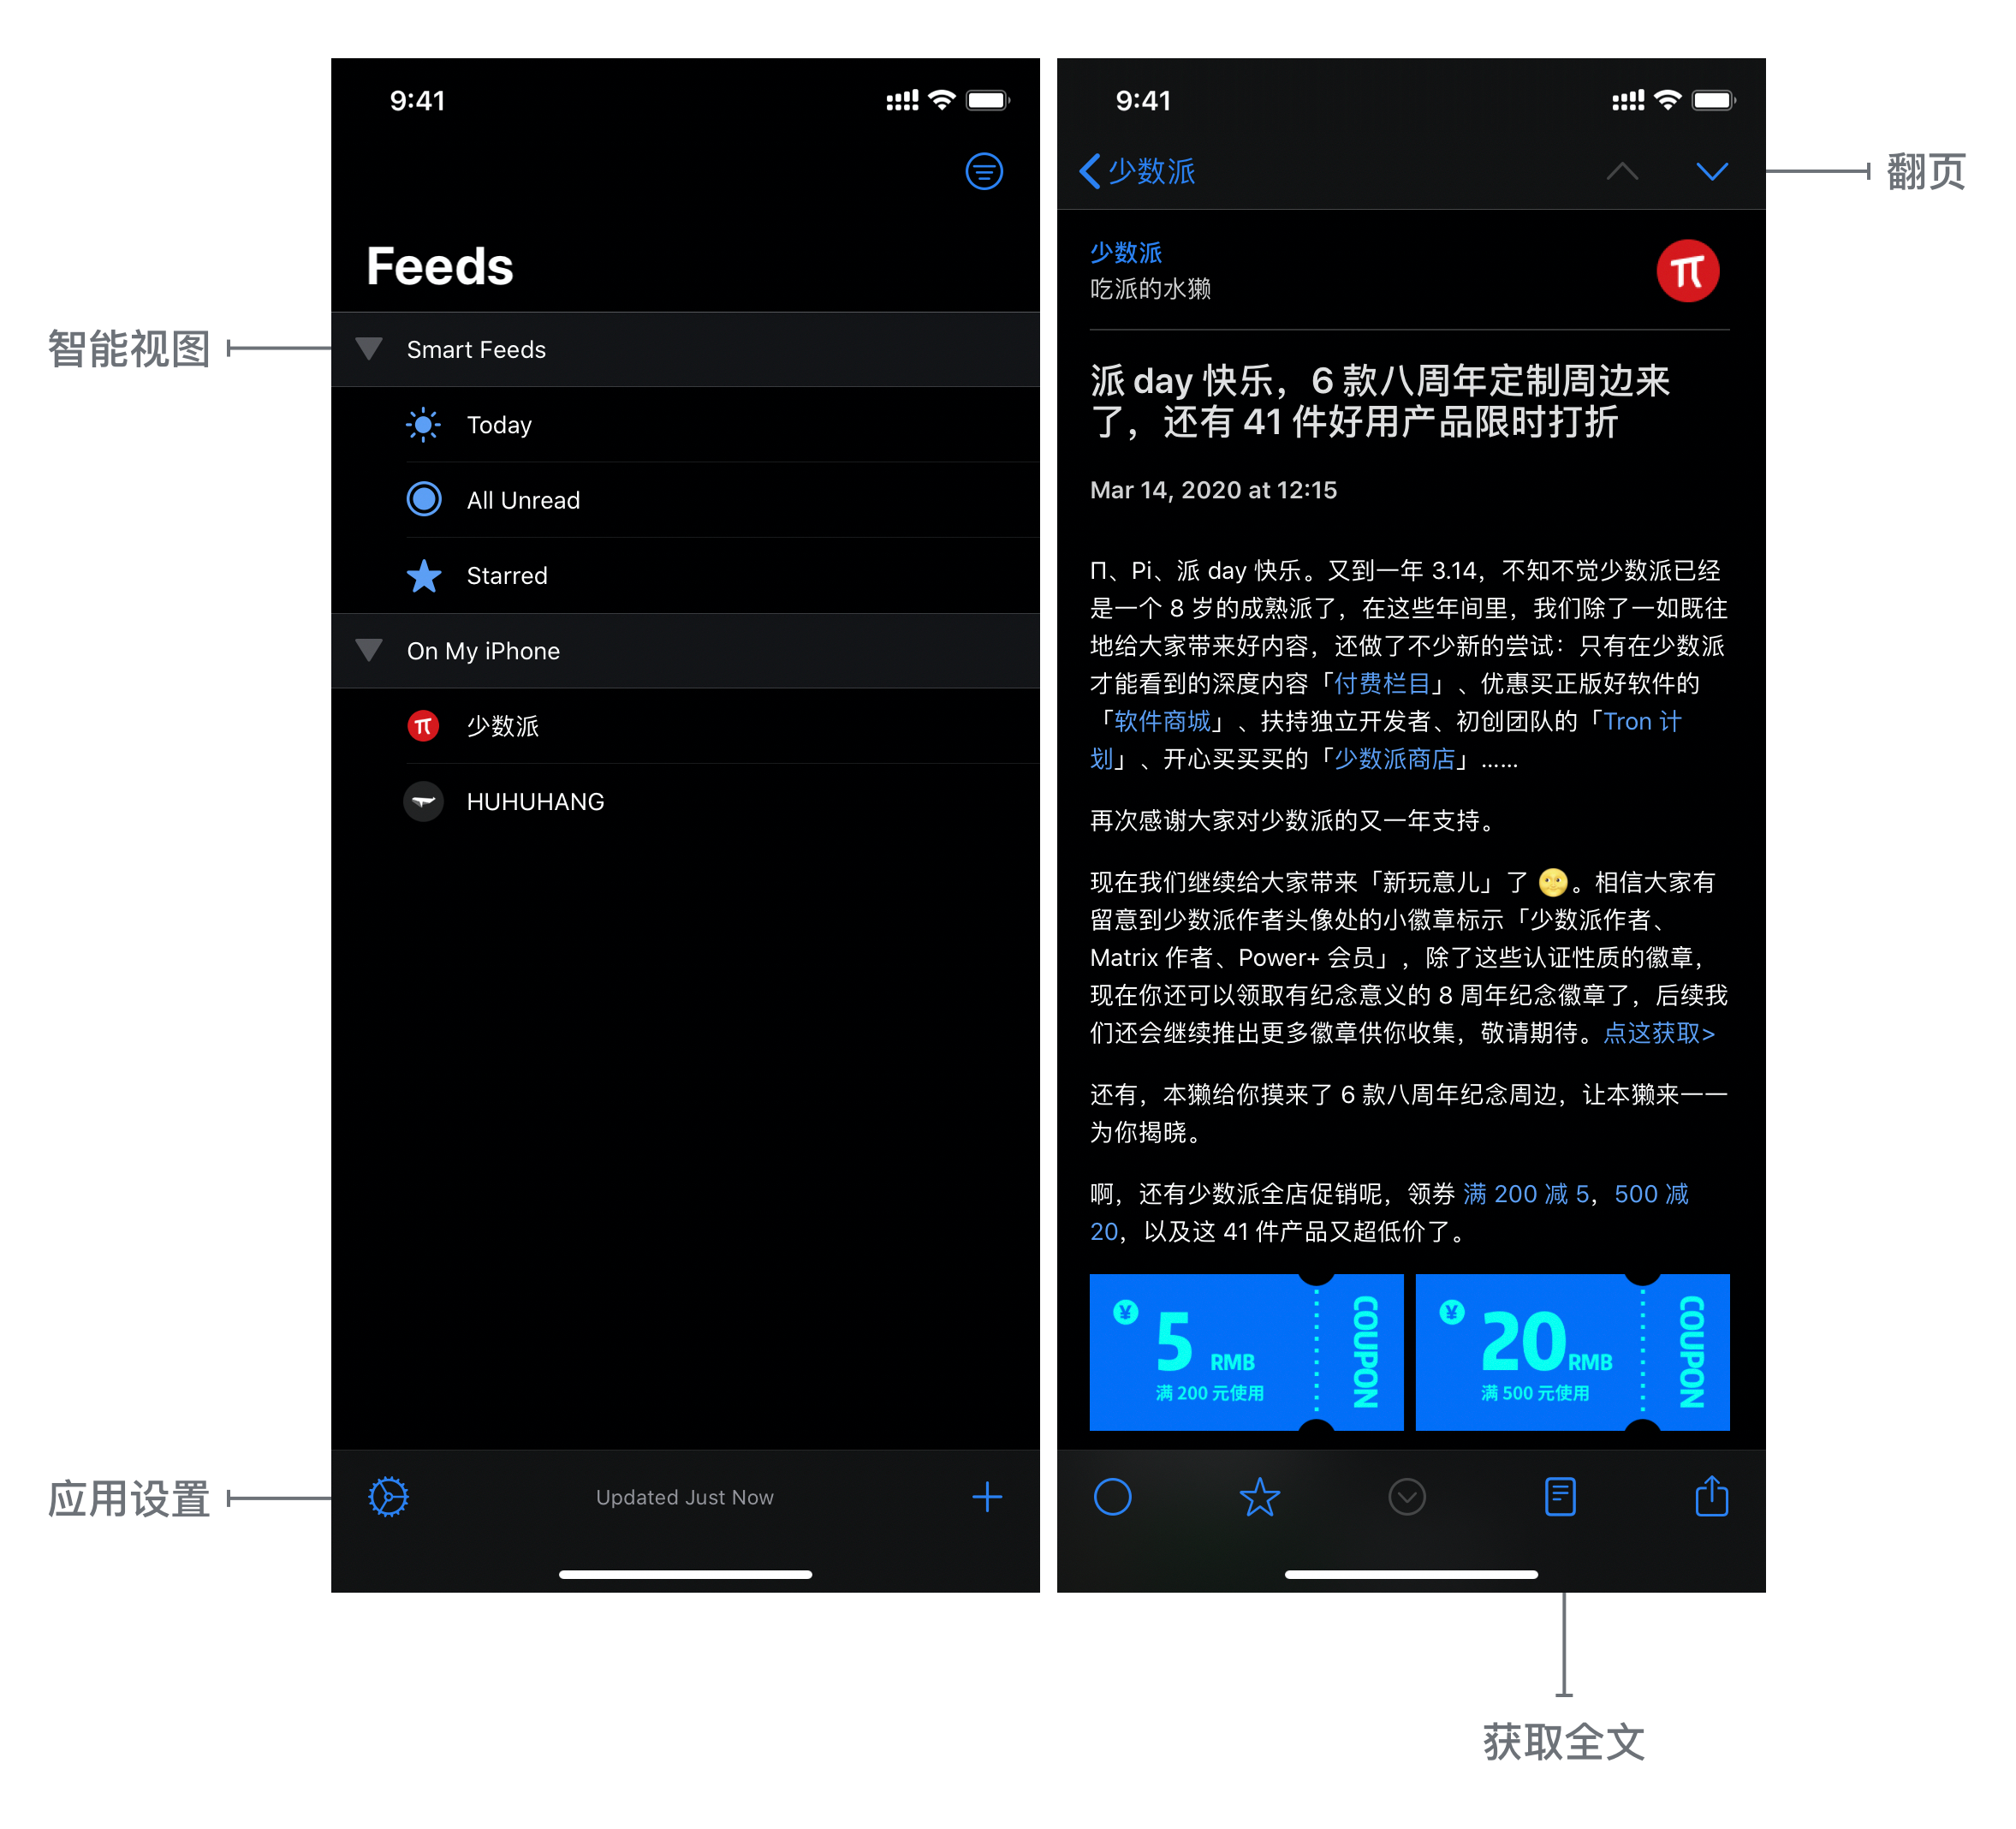 9:41
Feeds
智能视图
Smart Feeds
Today
All Unread
Starred
On My iPhone
少数派
HUHUHANG
应用设置
Updated Just Now
9:41
少数派
翻页
少数派
吃派的水獭
派 day 快乐，6 款八周年定制周边来
了，还有 41 件好用产品限时打折
Mar 14, 2020 at 12:15
П、Pi、派 day 快乐。又到一年 3.14，不知不觉少数派已经
是一个 8 岁的成熟派了，在这些年间里，我们除了一如既往
地给大家带来好内容，还做了不少新的尝试：只有在少数派
才能看到的深度内容「付费栏目」、优惠买正版好软件的
「软件商城」、扶持独立开发者、初创团队的「Tron 计
划」、开心买买买的「少数派商店」……
再次感谢大家对少数派的又一年支持。
现在我们继续给大家带来「新玩意儿」了 🌝。相信大家有
留意到少数派作者头像处的小徽章标示「少数派作者、
Matrix 作者、Power+ 会员」，除了这些认证性质的徽章，
现在你还可以领取有纪念意义的 8 周年纪念徽章了，后续我
们还会继续推出更多徽章供你收集，敬请期待。点这获取>
还有，本獭给你摸来了 6 款八周年纪念周边，让本獭来一一
为你揭晓。
啊，还有少数派全店促销呢，领券 满 200 减 5，500 减
20，以及这 41 件产品又超低价了。
¥ 5 RMB
满 200 元使用
COUPON
¥ 20 RMB
满 500 元使用
COUPON
获取全文